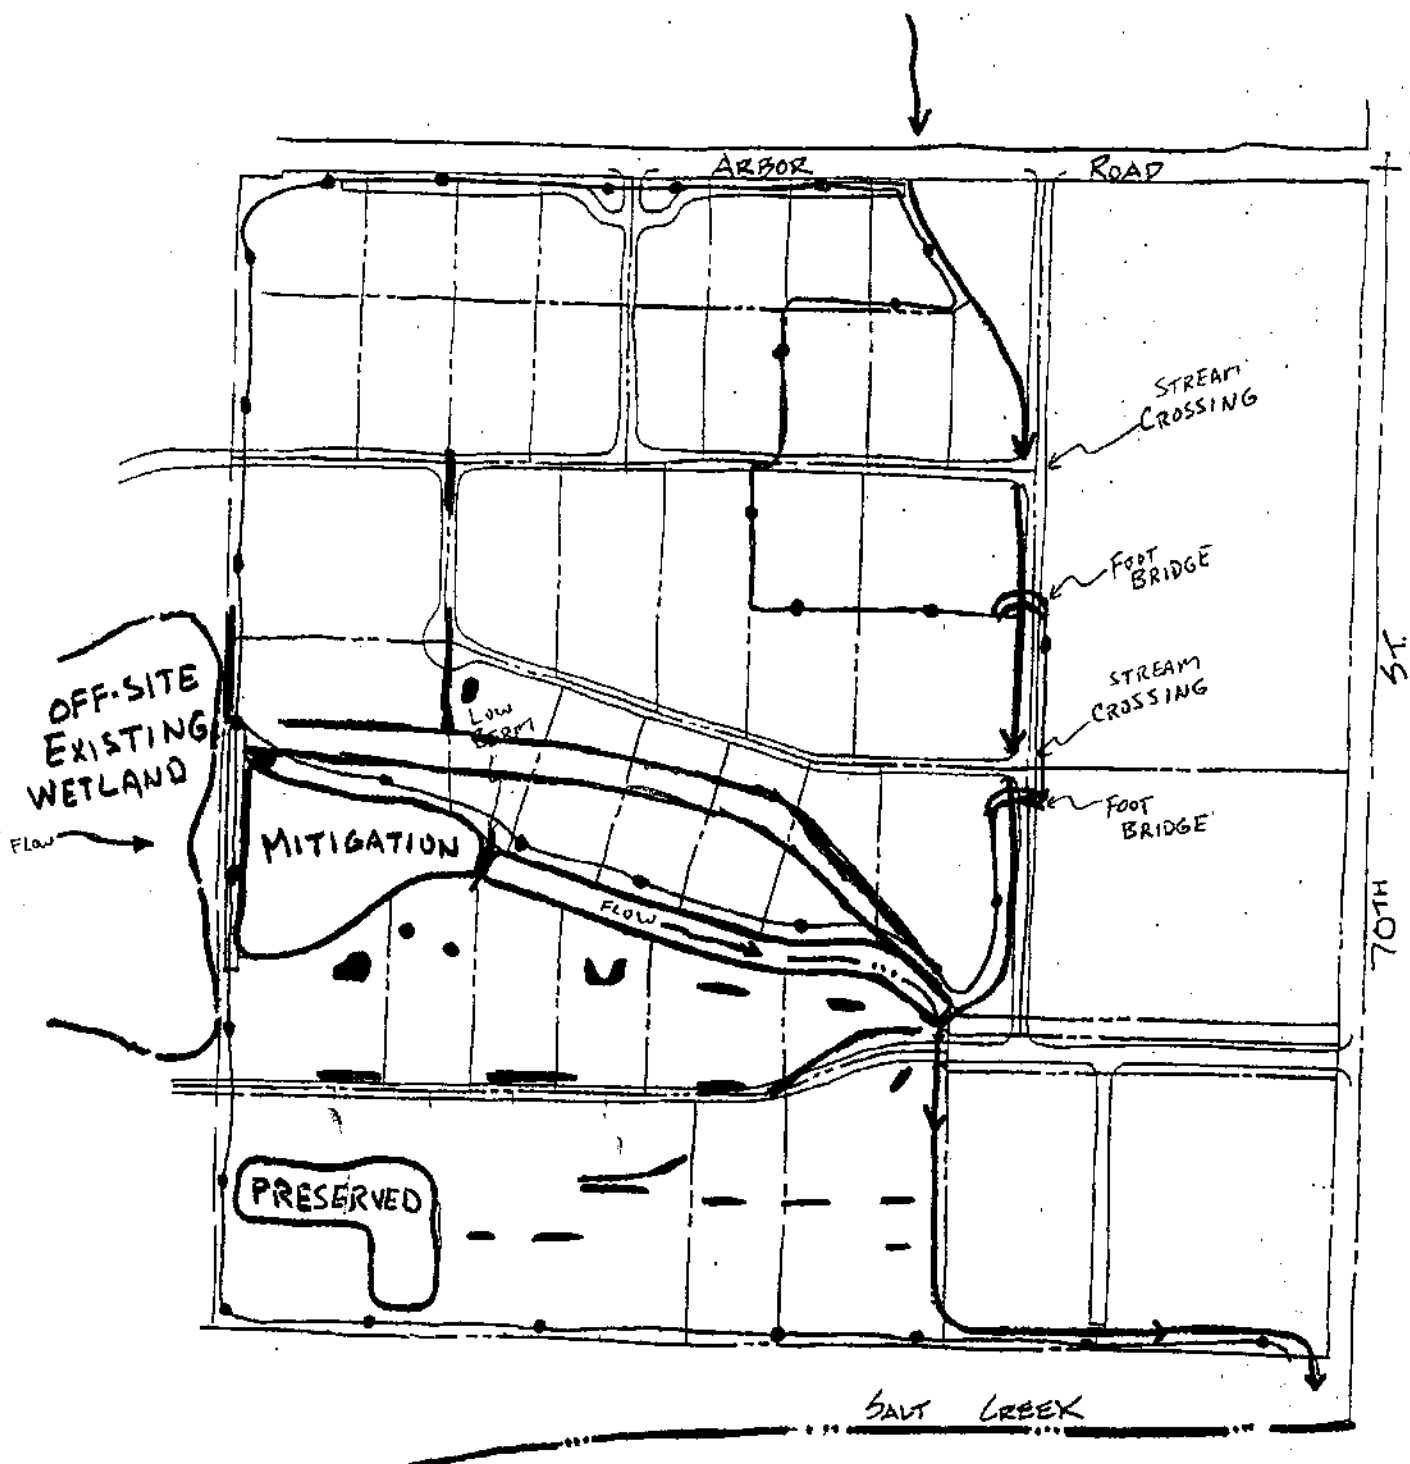 ARBOR ROAD
STREAM
CROSSING
FOOT
BRIDGE
OFF-SITE
EXISTING
WETLAND
FLOW
LOW
BERM
STREAM
CROSSING
FOOT
BRIDGE
MITIGATION
FLOW
70TH ST.
PRESERVED
SALT CREEK